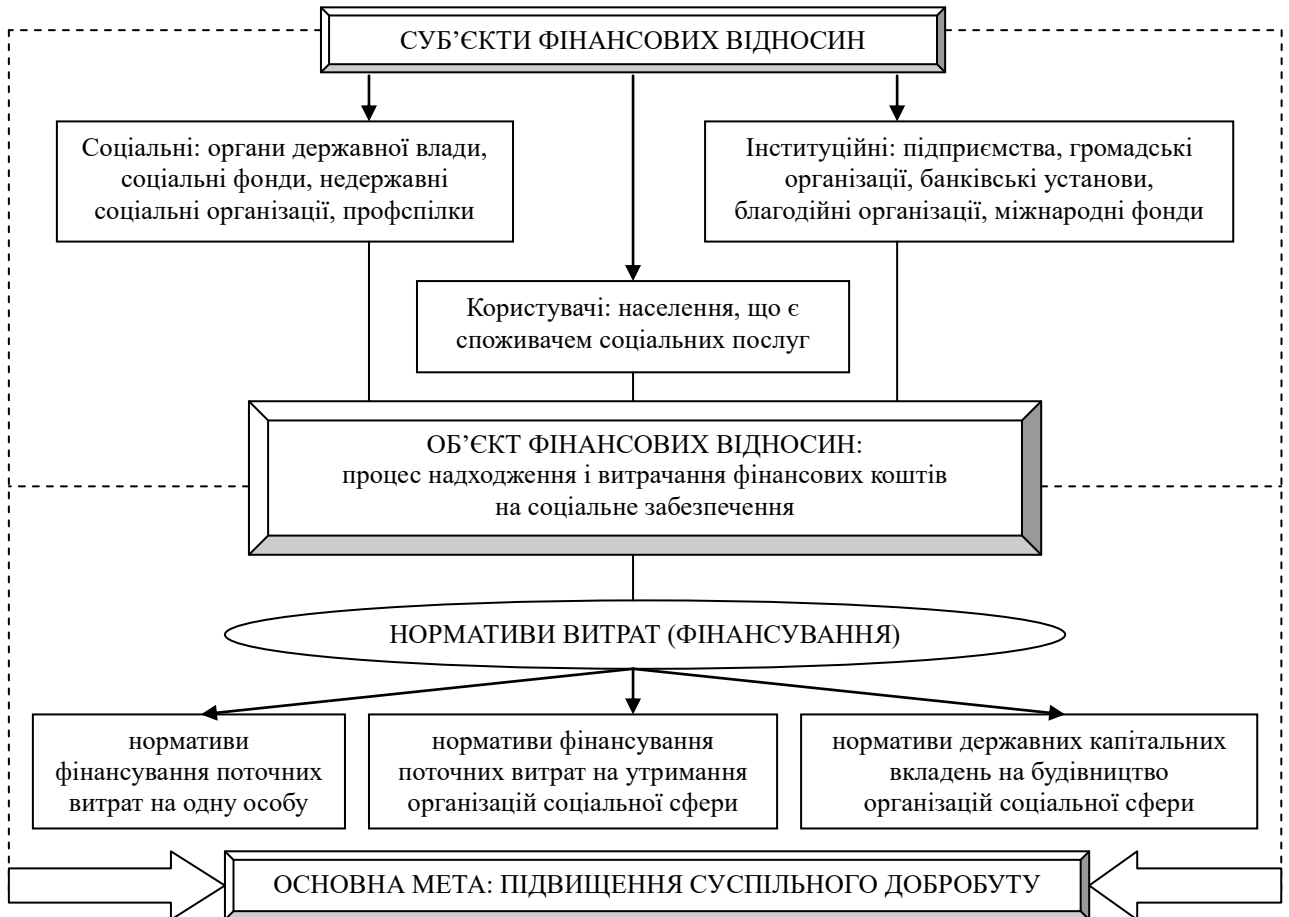 СУБ’ЄКТИ ФІНАНСОВИХ ВІДНОСИН
Соціальні: органи державної влади,
соціальні фонди, недержавні
соціальні організації, профспілки
Інституційні: підприємства, громадські
організації, банківські установи,
благодійні організації, міжнародні фонди
Користувачі: населення, що є
споживачем соціальних послуг
ОБ’ЄКТ ФІНАНСОВИХ ВІДНОСИН:
процес надходження і витрачання фінансових коштів
на соціальне забезпечення
НОРМАТИВИ ВИТРАТ (ФІНАНСУВАННЯ)
нормативи
фінансування поточних
витрат на одну особу
нормативи фінансування
поточних витрат на утримання
організацій соціальної сфери
нормативи державних капітальних
вкладень на будівництво
організацій соціальної сфери
ОСНОВНА МЕТА: ПІДВИЩЕННЯ СУСПІЛЬНОГО ДОБРОБУТУ